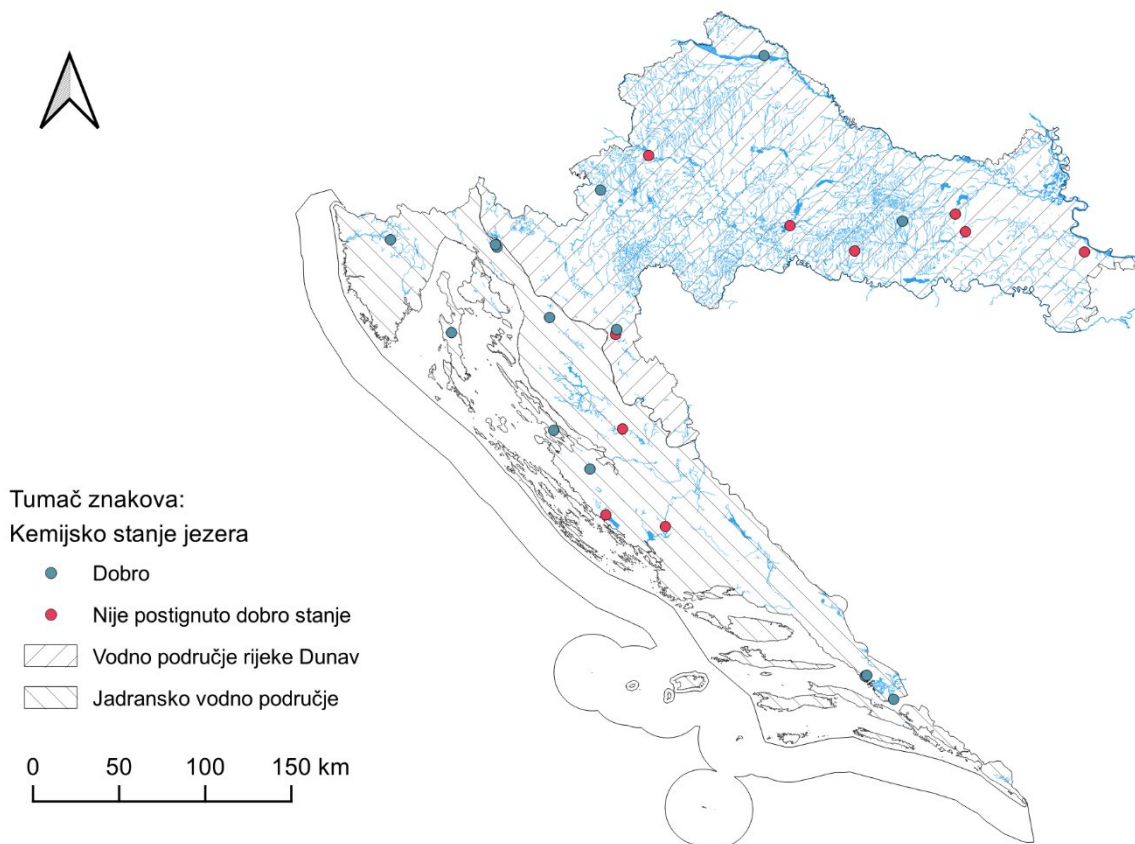 Tumač znakova:
Kemijsko stanje jezera
Dobro
Nije postignuto dobro stanje
Vodno područje rijeke Dunav
Jadransko vodno područje
0 50 100 150 km